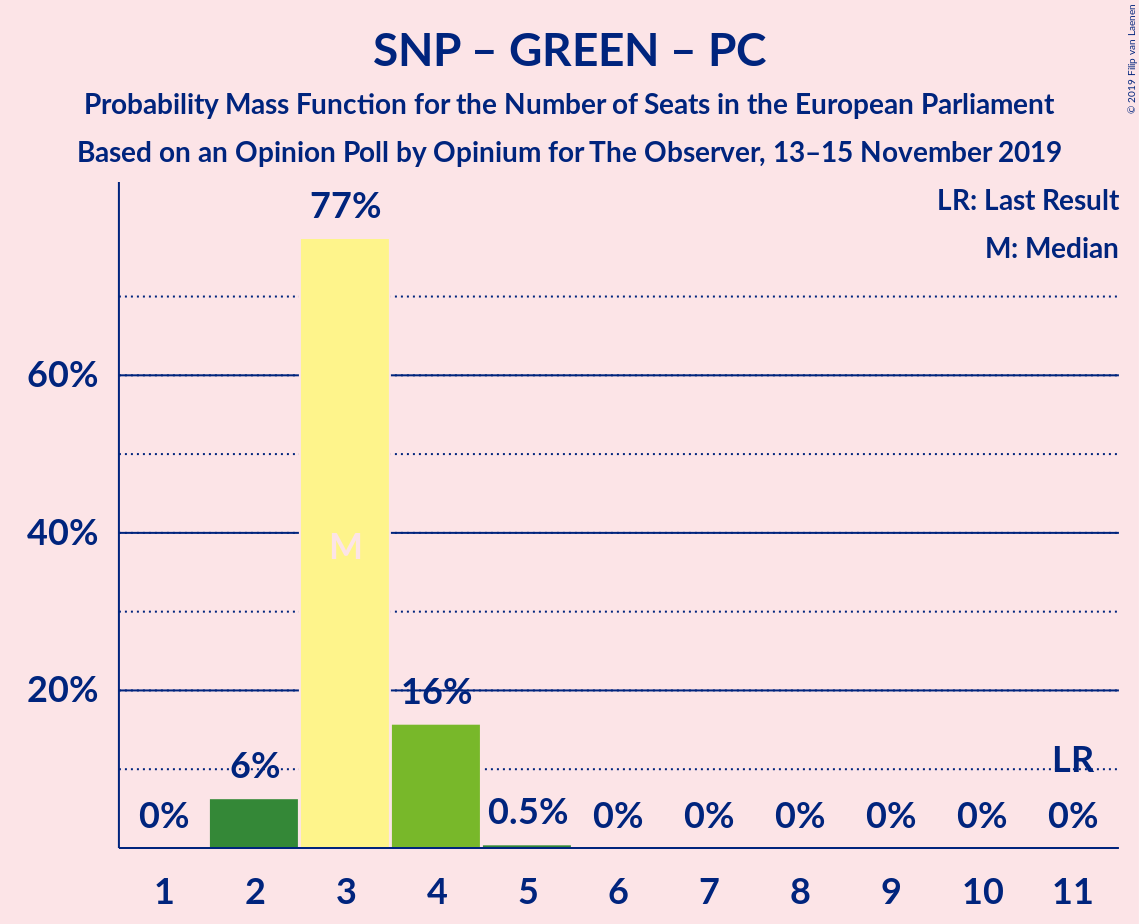 SNP – GREEN – PC
Probability Mass Function for the Number of Seats in the European Parliament
Based on an Opinion Poll by Opinium for The Observer, 13–15 November 2019
© 2019 Filip van Laenen
LR: Last Result
M: Median
77%
60%
M
40%
20%
16%
6%
LR
0%
0.5%
0%
0%
0%
0%
0%
0%
1 2 3 4 5 6 7 8 9 10 11